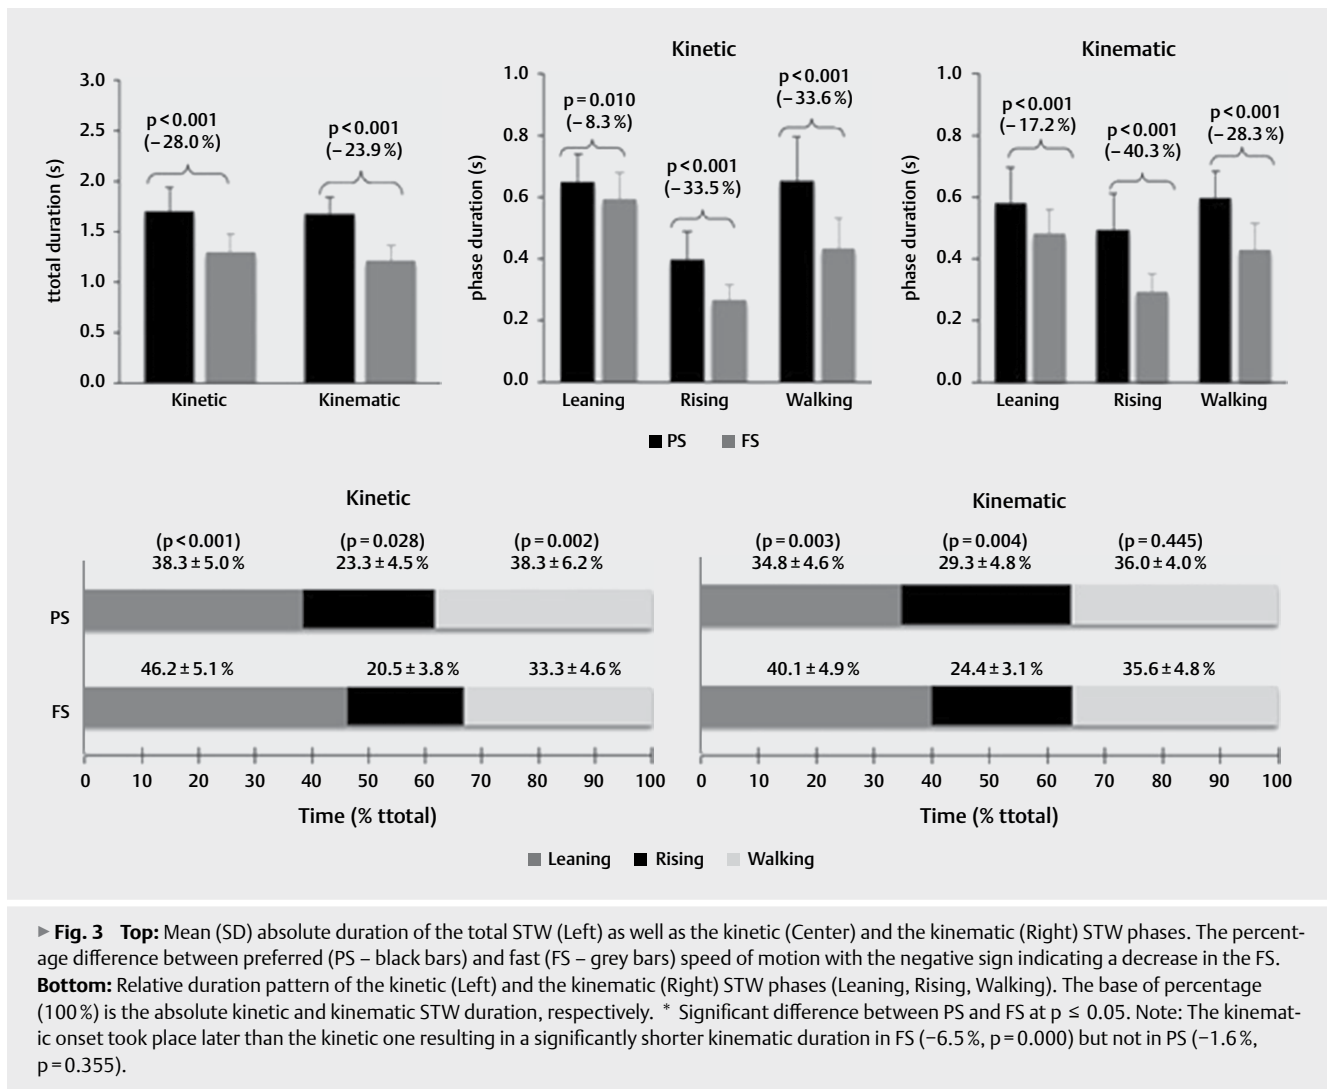 Kinetic
Kinematic
3.0
2.5
2.0
1.5
1.0
0.5
0.0
ttotal duration (s)
p<0.001
(−28.0%)
p<0.001
(−23.9%)
Kinetic
Kinematic
1.0
0.8
0.6
0.4
0.2
0.0
phase duration (s)
p=0.010
(−8.3%)
p<0.001
(−33.5%)
p<0.001
(−33.6%)
Leaning
Rising
Walking
1.0
0.8
0.6
0.4
0.2
0.0
phase duration (s)
p<0.001
(−17.2%)
p<0.001
(−40.3%)
p<0.001
(−28.3%)
Leaning
Rising
Walking
PS FS
Kinetic
(p<0.001) (p=0.028) (p=0.002)
38.3±5.0% 23.3±4.5% 38.3±6.2%
PS
46.2±5.1% 20.5±3.8% 33.3±4.6%
FS
0 10 20 30 40 50 60 70 80 90 100
Time (% ttotal)
Kinematic
(p=0.003) (p=0.004) (p=0.445)
34.8±4.6% 29.3±4.8% 36.0±4.0%
40.1±4.9% 24.4±3.1% 35.6±4.8%
0 10 20 30 40 50 60 70 80 90 100
Time (% ttotal)
Leaning Rising Walking
▶ Fig. 3 Top: Mean (SD) absolute duration of the total STW (Left) as well as the kinetic (Center) and the kinematic (Right) STW phases. The percent-
age difference between preferred (PS – black bars) and fast (FS – grey bars) speed of motion with the negative sign indicating a decrease in the FS.
Bottom: Relative duration pattern of the kinetic (Left) and the kinematic (Right) STW phases (Leaning, Rising, Walking). The base of percentage
(100%) is the absolute kinetic and kinematic STW duration, respectively. * Significant difference between PS and FS at p ≤ 0.05. Note: The kinemat-
ic onset took place later than the kinetic one resulting in a significantly shorter kinematic duration in FS (−6.5%, p=0.000) but not in PS (−1.6%,
p=0.355).